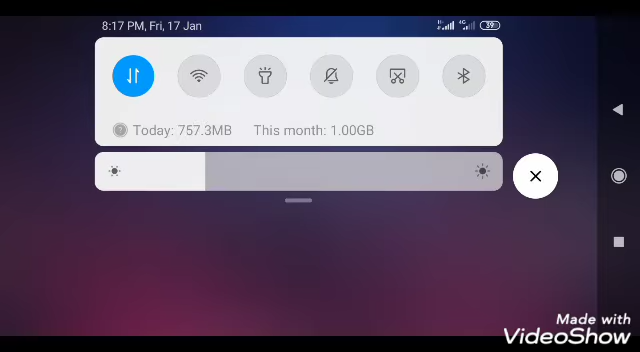 8:17 PM, Fri, 17 Jan
4G
39
Today: 757.3MB This month: 1.00GB
Made with
VideoShow